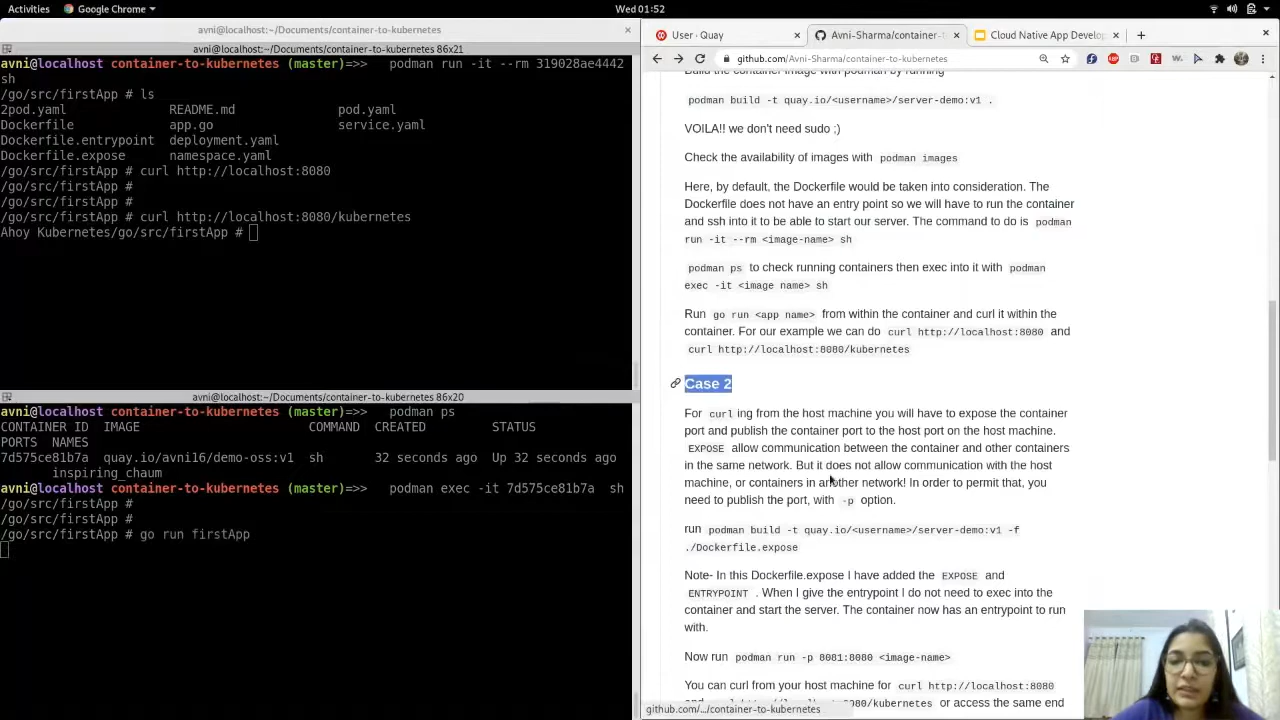 Activities Google Chrome Wed 01:52
avni@localhost:~/Documents/container-to-kubernetes
avni@localhost:~/Documents/container-to-kubernetes 86x21
avni@localhost container-to-kubernetes (master)=>> podman run -it --rm 319028ae4442
sh
/go/src/firstApp # ls
2pod.yaml README.md pod.yaml
Dockerfile app.go service.yaml
Dockerfile.entrypoint deployment.yaml
Dockerfile.expose namespace.yaml
/go/src/firstApp # curl http://localhost:8080
/go/src/firstApp #
/go/src/firstApp #
/go/src/firstApp # curl http://localhost:8080/kubernetes
Ahoy Kubernetes/go/src/firstApp #
avni@localhost:~/Documents/container-to-kubernetes 86x20
avni@localhost container-to-kubernetes (master)=>> podman ps
CONTAINER ID IMAGE COMMAND CREATED STATUS
PORTS NAMES
7d575ce81b7a quay.io/avni16/demo-oss:v1 sh 32 seconds ago Up 32 seconds ago
inspiring_chaum
avni@localhost container-to-kubernetes (master)=>> podman exec -it 7d575ce81b7a sh
/go/src/firstApp #
/go/src/firstApp #
/go/src/firstApp # go run firstApp
User · Quay × Avni-Sharma/container-t × Cloud Native App Develop × +
github.com/Avni-Sharma/container-to-kubernetes
Build the container image with podman by running
podman build -t quay.io/<username>/server-demo:v1 .
VOILA!! we don't need sudo ;)
Check the availability of images with podman images
Here, by default, the Dockerfile would be taken into consideration. The
Dockerfile does not have an entry point so we will have to run the container
and ssh into it to be able to start our server. The command to do is podman
run -it --rm <image-name> sh
podman ps to check running containers then exec into it with podman
exec -it <image name> sh
Run go run <app name> from within the container and curl it within the
container. For our example we can do curl http://localhost:8080 and
curl http://localhost:8080/kubernetes
Case 2
For curl ing from the host machine you will have to expose the container
port and publish the container port to the host port on the host machine.
EXPOSE allow communication between the container and other containers
in the same network. But it does not allow communication with the host
machine, or containers in another network! In order to permit that, you
need to publish the port, with -p option.
run podman build -t quay.io/<username>/server-demo:v1 -f
./Dockerfile.expose
Note- In this Dockerfile.expose I have added the EXPOSE and
ENTRYPOINT . When I give the entrypoint I do not need to exec into the
container and start the server. The container now has an entrypoint to run
with.
Now run podman run -p 8081:8080 <image-name>
You can curl from your host machine for curl http://localhost:8080
:8080/kubernetes or access the same end
github.com/.../container-to-kubernetes